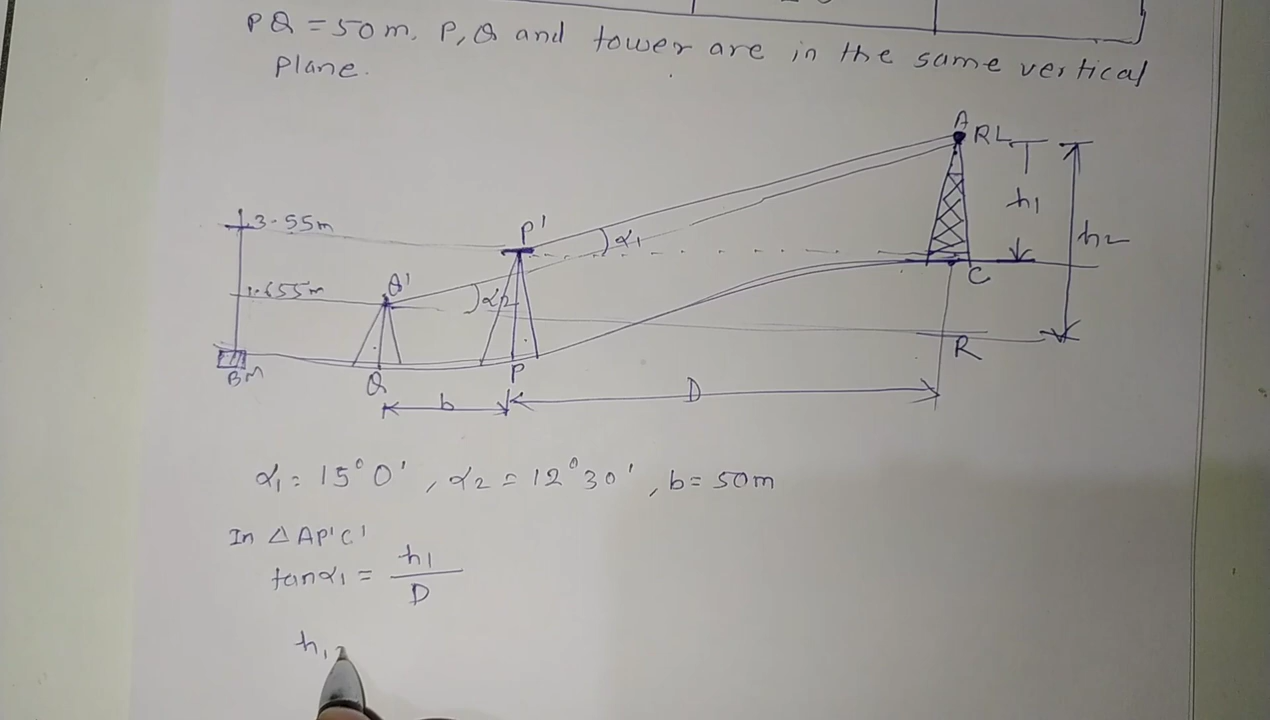 PQ = 50m. P, Q and tower are in the same vertical
plane.
A
RL
P'
3.55m
α1
h1
h2
Q'
1.655m
α2
C
R
BM
Q
P
b
D
α1 = 15°0', α2 = 12°30', b = 50m
In △AP'C'
tanα1 = h1
D
h1 =